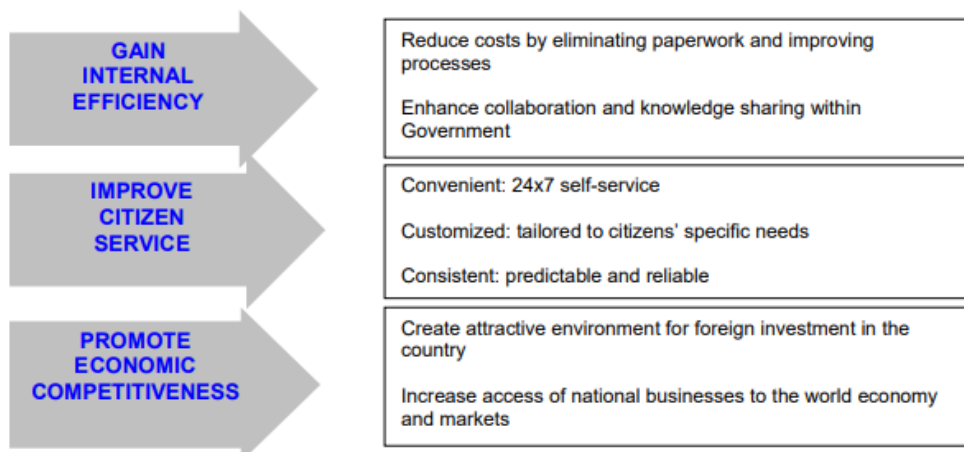 GAIN
INTERNAL
EFFICIENCY
Reduce costs by eliminating paperwork and improving
processes
Enhance collaboration and knowledge sharing within
Government
IMPROVE
CITIZEN
SERVICE
Convenient: 24x7 self-service
Customized: tailored to citizens’ specific needs
Consistent: predictable and reliable
PROMOTE
ECONOMIC
COMPETITIVENESS
Create attractive environment for foreign investment in the
country
Increase access of national businesses to the world economy
and markets